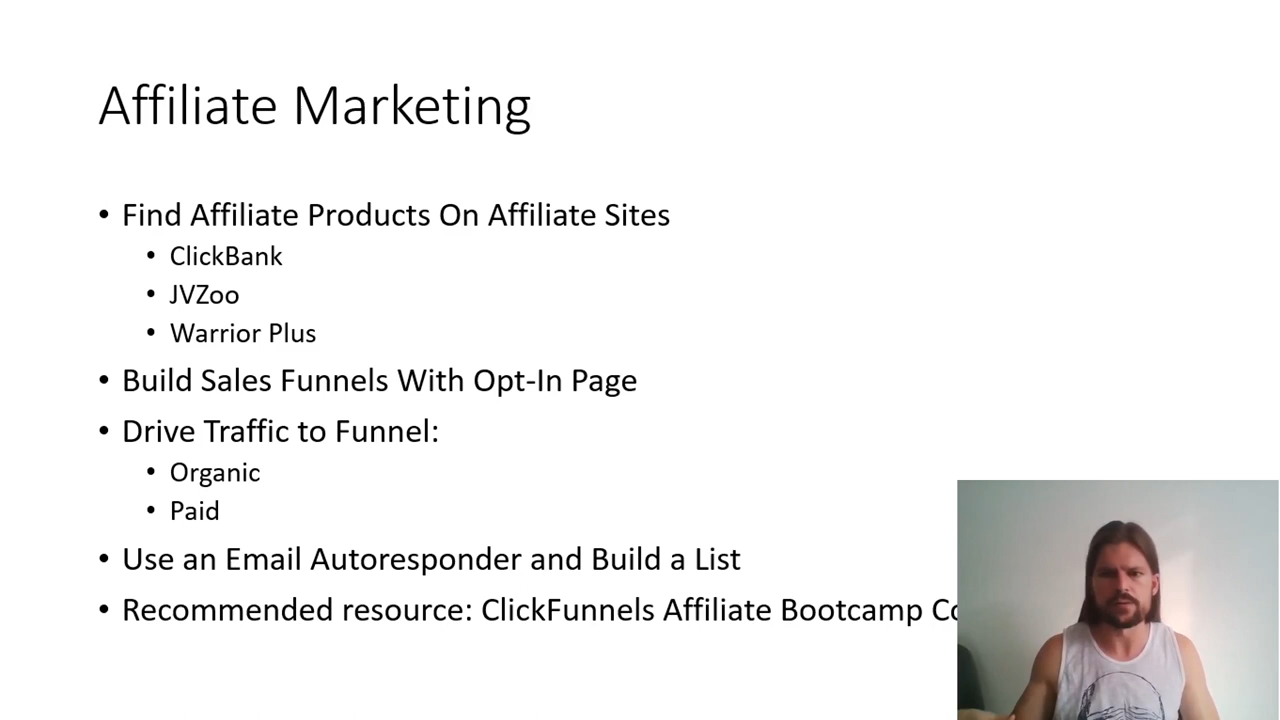 Affiliate Marketing
• Find Affiliate Products On Affiliate Sites
• ClickBank
• JVZoo
• Warrior Plus
• Build Sales Funnels With Opt-In Page
• Drive Traffic to Funnel:
• Organic
• Paid
• Use an Email Autoresponder and Build a List
• Recommended resource: ClickFunnels Affiliate Bootcamp